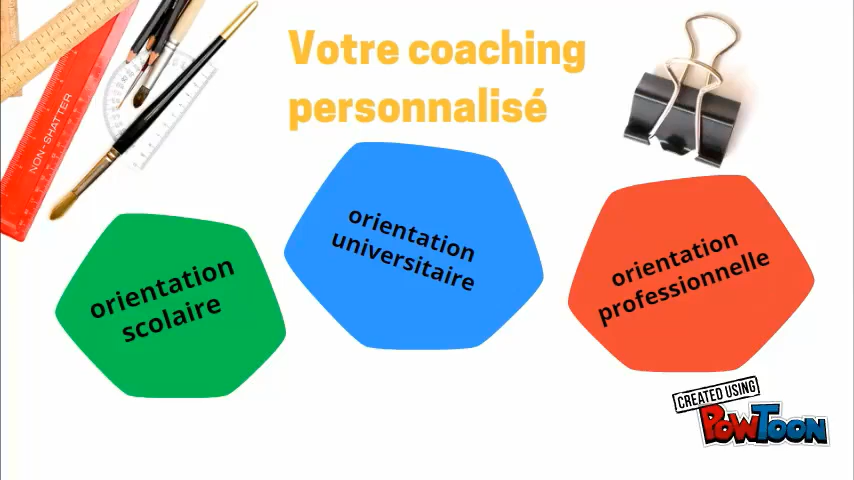 Votre coaching
personnalisé
NON-SHATTER
orientation
scolaire
orientation
universitaire
orientation
professionnelle
CREATED USING
POWTOON